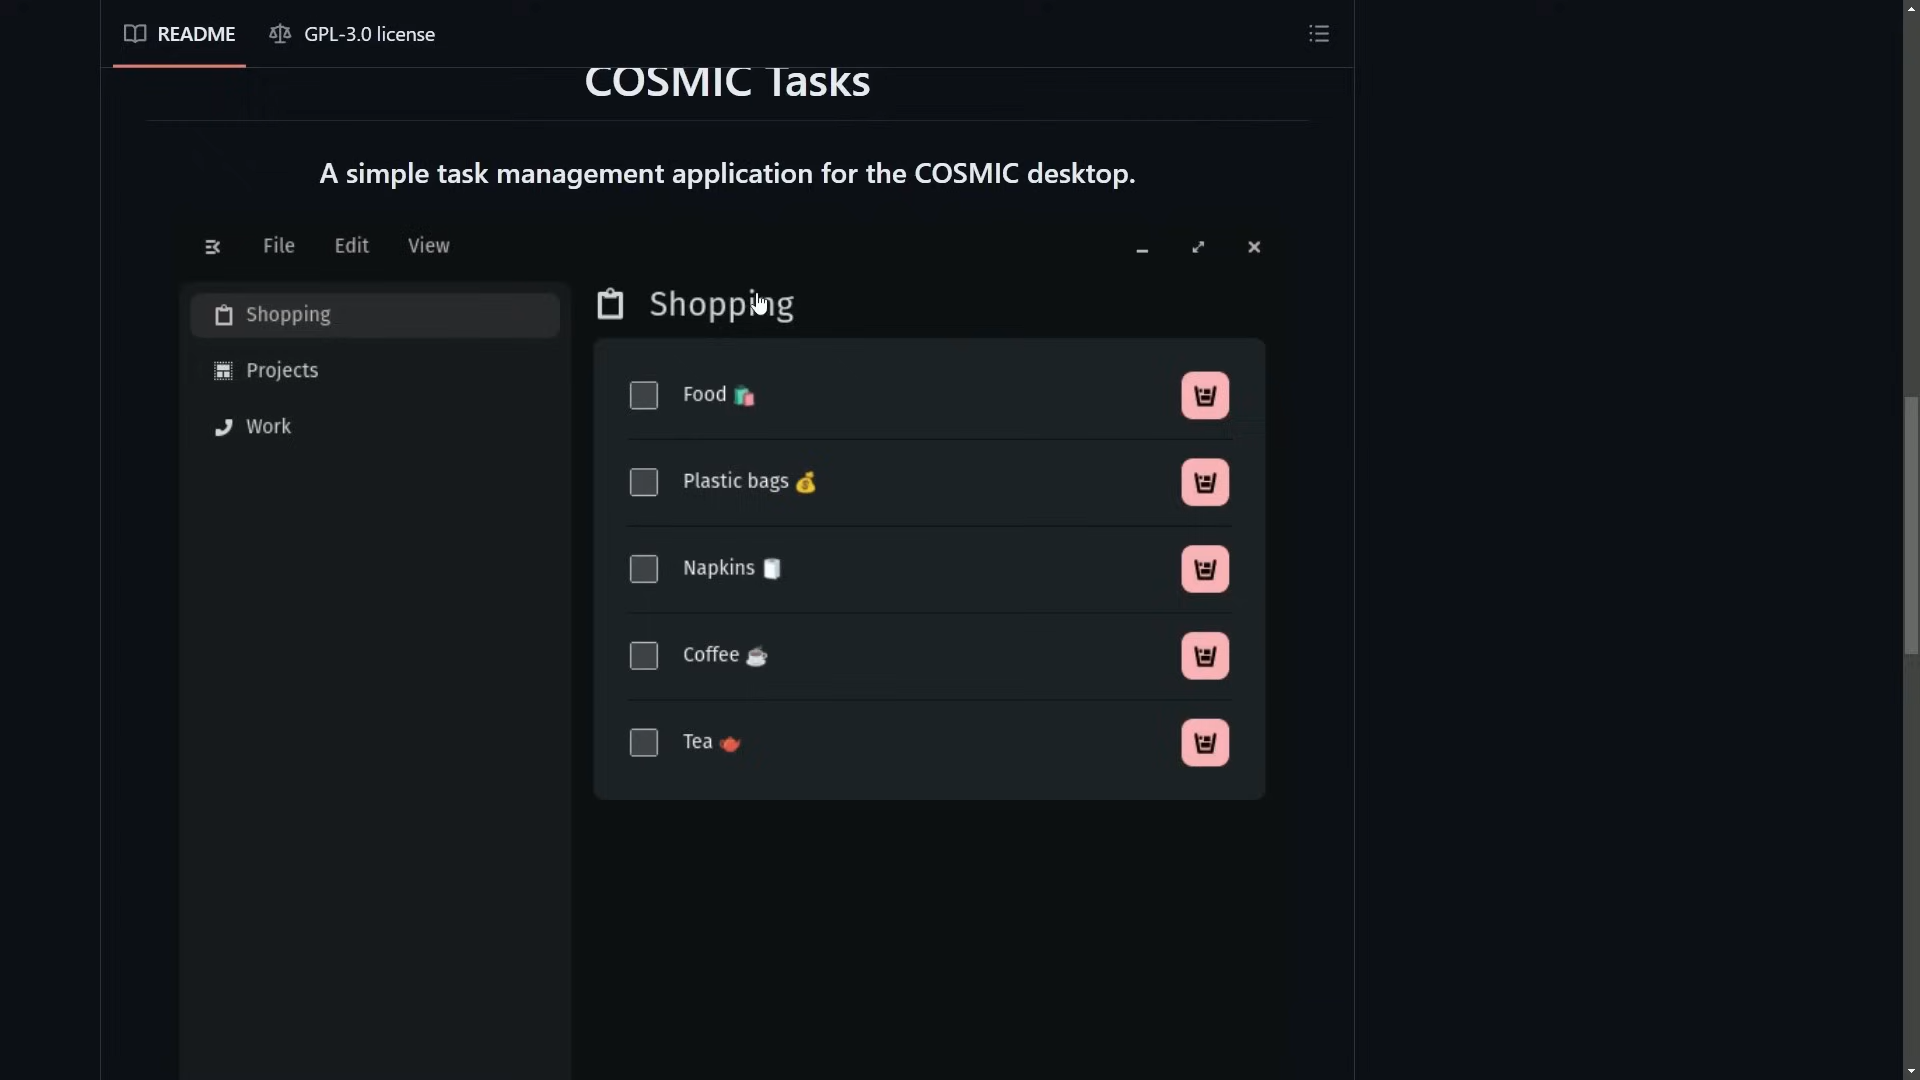 README
GPL-3.0 license
COSMIC Tasks
A simple task management application for the COSMIC desktop.
File
Edit
View
Shopping
Projects
Work
Shopping
Food 🛍️
Plastic bags 💰
Napkins 🧻
Coffee ☕
Tea 🫖